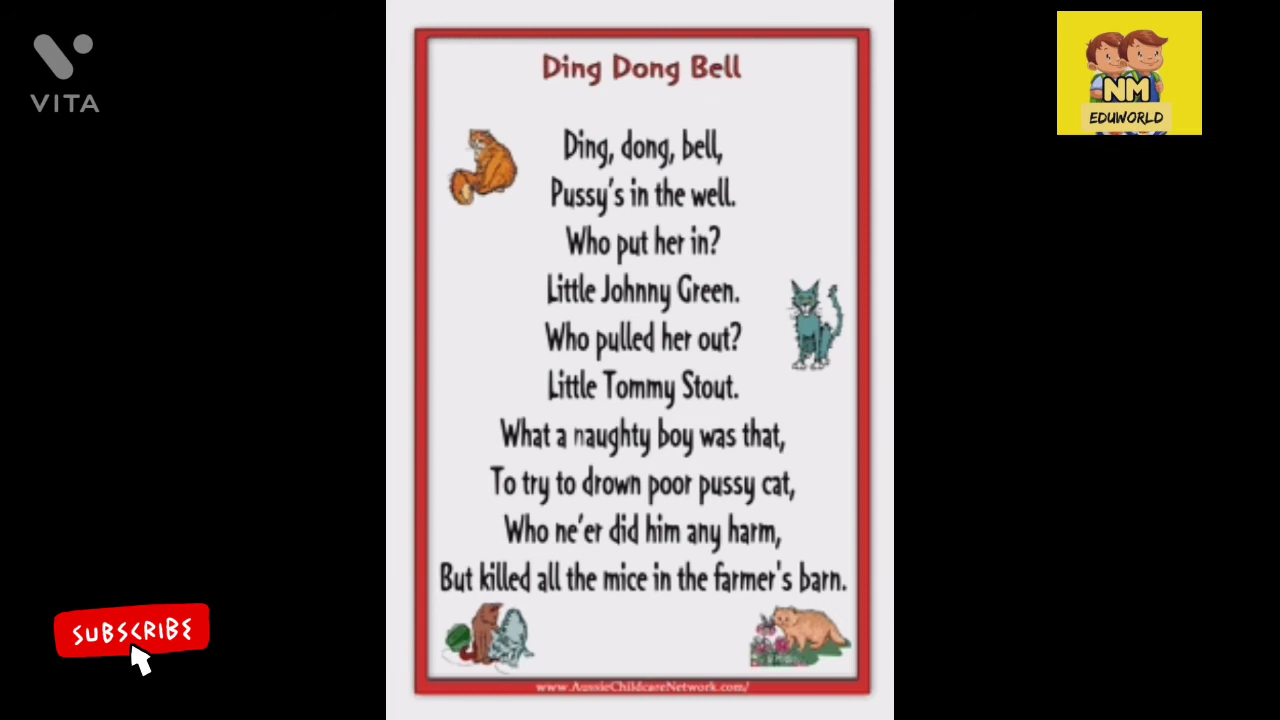 VITA
NM
EDUWORLD
Ding Dong Bell
Ding, dong, bell,
Pussy's in the well.
Who put her in?
Little Johnny Green.
Who pulled her out?
Little Tommy Stout.
What a naughty boy was that,
To try to drown poor pussy cat,
Who ne'er did him any harm,
But killed all the mice in the farmer's barn.
SUBSCRIBE
www.AussieChildcareNetwork.com/